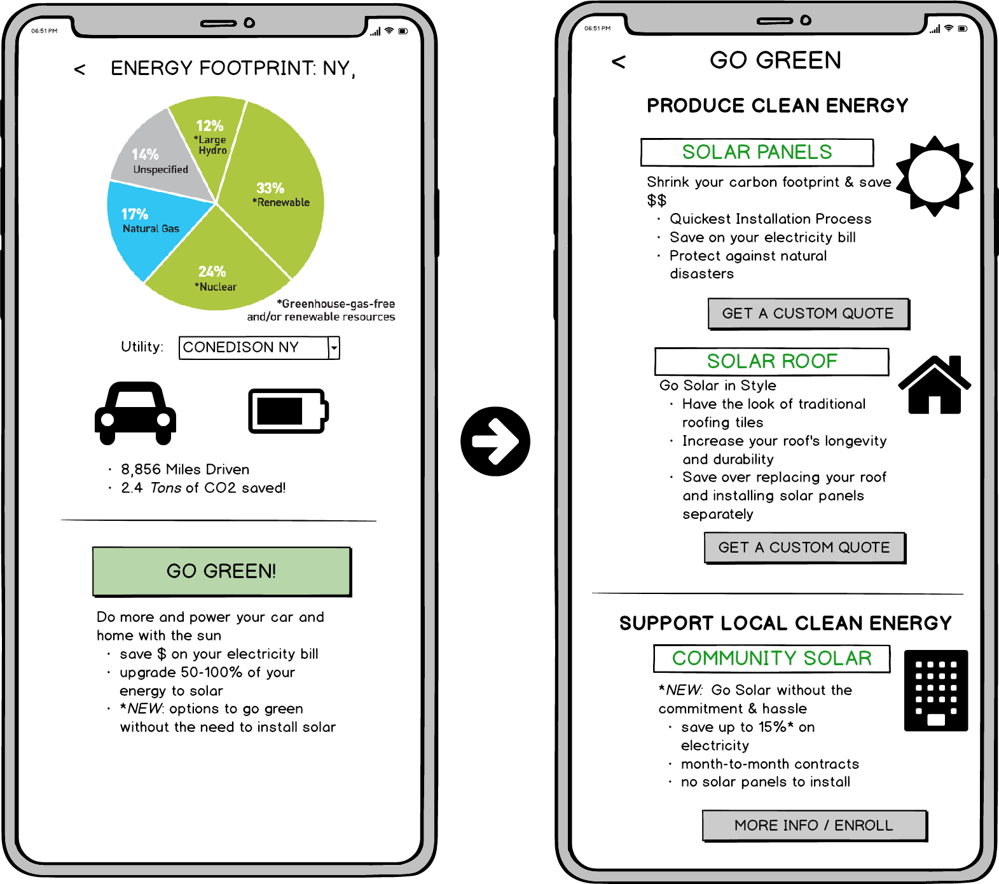 06:51 PM
< ENERGY FOOTPRINT: NY,
12%
*Large
Hydro
14%
Unspecified
33%
*Renewable
17%
Natural Gas
24%
*Nuclear
*Greenhouse-gas-free
and/or renewable resources
Utility: CONEDISON NY
· 8,856 Miles Driven
· 2.4 Tons of CO2 saved!
GO GREEN!
Do more and power your car and
home with the sun
· save $ on your electricity bill
· upgrade 50-100% of your
energy to solar
· *NEW: options to go green
without the need to install solar
06:51 PM
< GO GREEN
PRODUCE CLEAN ENERGY
SOLAR PANELS
Shrink your carbon footprint & save
$$
· Quickest Installation Process
· Save on your electricity bill
· Protect against natural
disasters
GET A CUSTOM QUOTE
SOLAR ROOF
Go Solar in Style
· Have the look of traditional
roofing tiles
· Increase your roof's longevity
and durability
· Save over replacing your roof
and installing solar panels
separately
GET A CUSTOM QUOTE
SUPPORT LOCAL CLEAN ENERGY
COMMUNITY SOLAR
*NEW: Go Solar without the
commitment & hassle
· save up to 15%* on
electricity
· month-to-month contracts
· no solar panels to install
MORE INFO / ENROLL